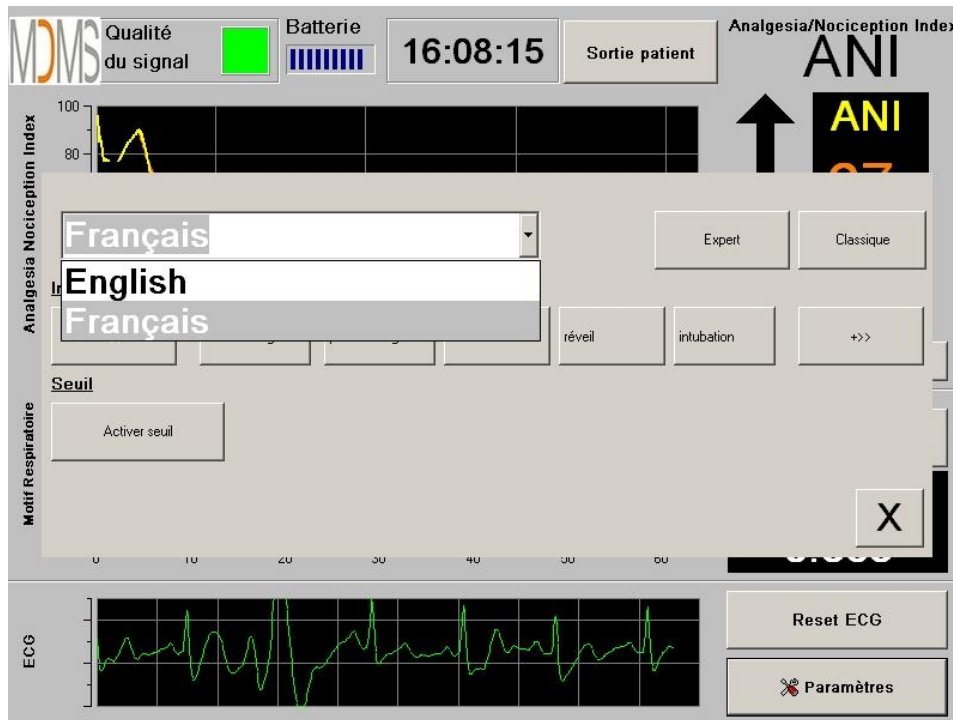 MDMS
Qualité
du signal
Batterie
16:08:15
Sortie patient
Analgesia/Nociception Index
ANI
ANI
Analgesia Nociception Index
100
80
Français
English
Français
Expert
Classique
réveil
intubation
+>>
Seuil
Activer seuil
X
Motif Respiratoire
0
10
20
30
40
50
60
ECG
Reset ECG
Paramètres